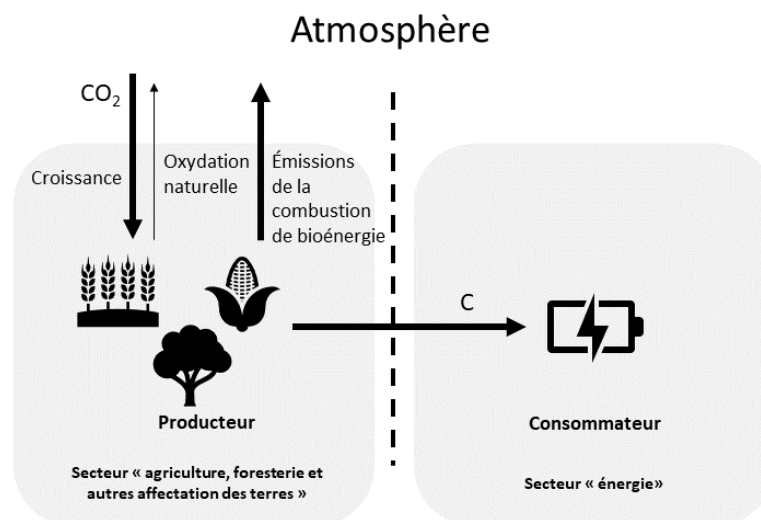 Atmosphère
CO₂
Croissance
Oxydation
naturelle
Émissions
de la
combustion
de bioénergie
C
Producteur
Consommateur
Secteur « agriculture, foresterie et
autres affectation des terres »
Secteur « énergie»